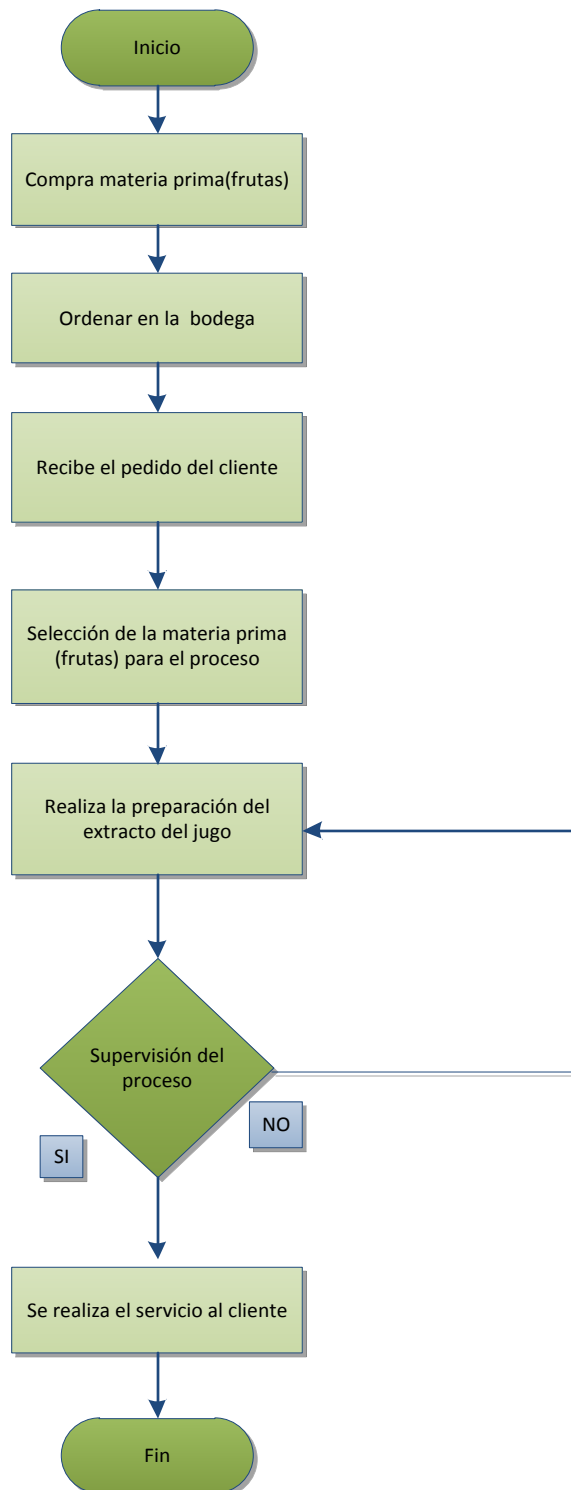 Inicio
Compra materia prima(frutas)
Ordenar en la bodega
Recibe el pedido del cliente
Selección de la materia prima
(frutas) para el proceso
Realiza la preparación del
extracto del jugo
Supervisión del
proceso
NO
SI
Se realiza el servicio al cliente
Fin